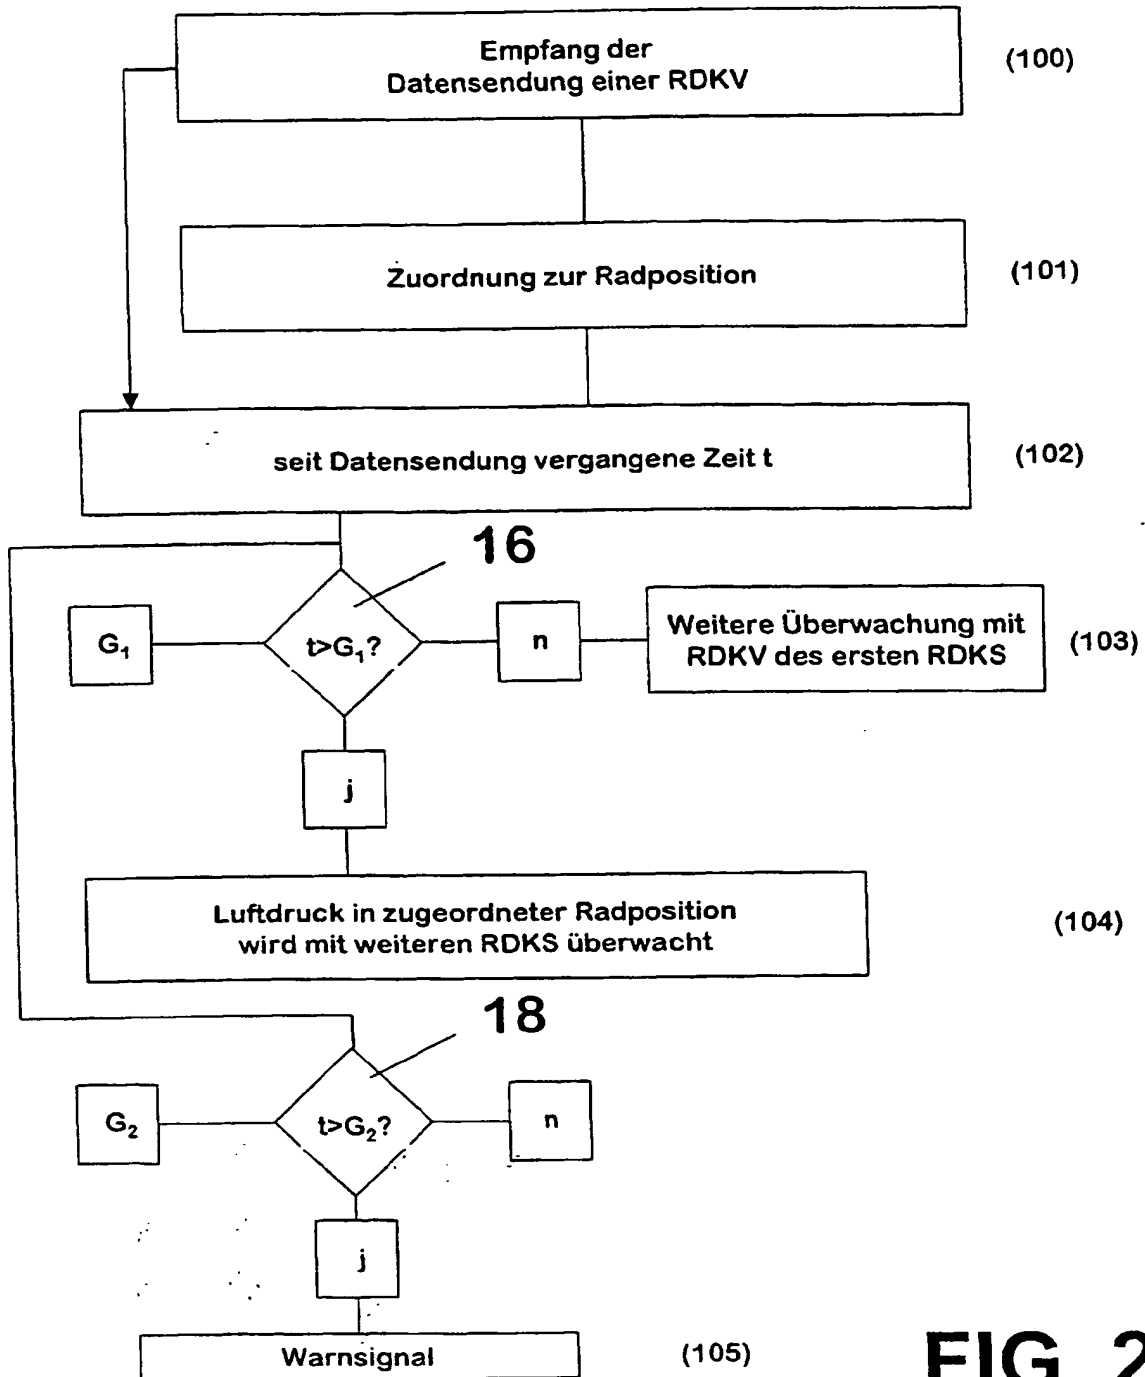 Empfang der
Datensendung einer RDKV
(100)
Zuordnung zur Radposition
(101)
seit Datensendung vergangene Zeit t
(102)
16
G₁
t>G₁?
n
Weitere Überwachung mit
RDKV des ersten RDKS
(103)
j
Luftdruck in zugeordneter Radposition
wird mit weiteren RDKS überwacht
(104)
18
G₂
t>G₂?
n
j
Warnsignal
(105)
FIG. 2